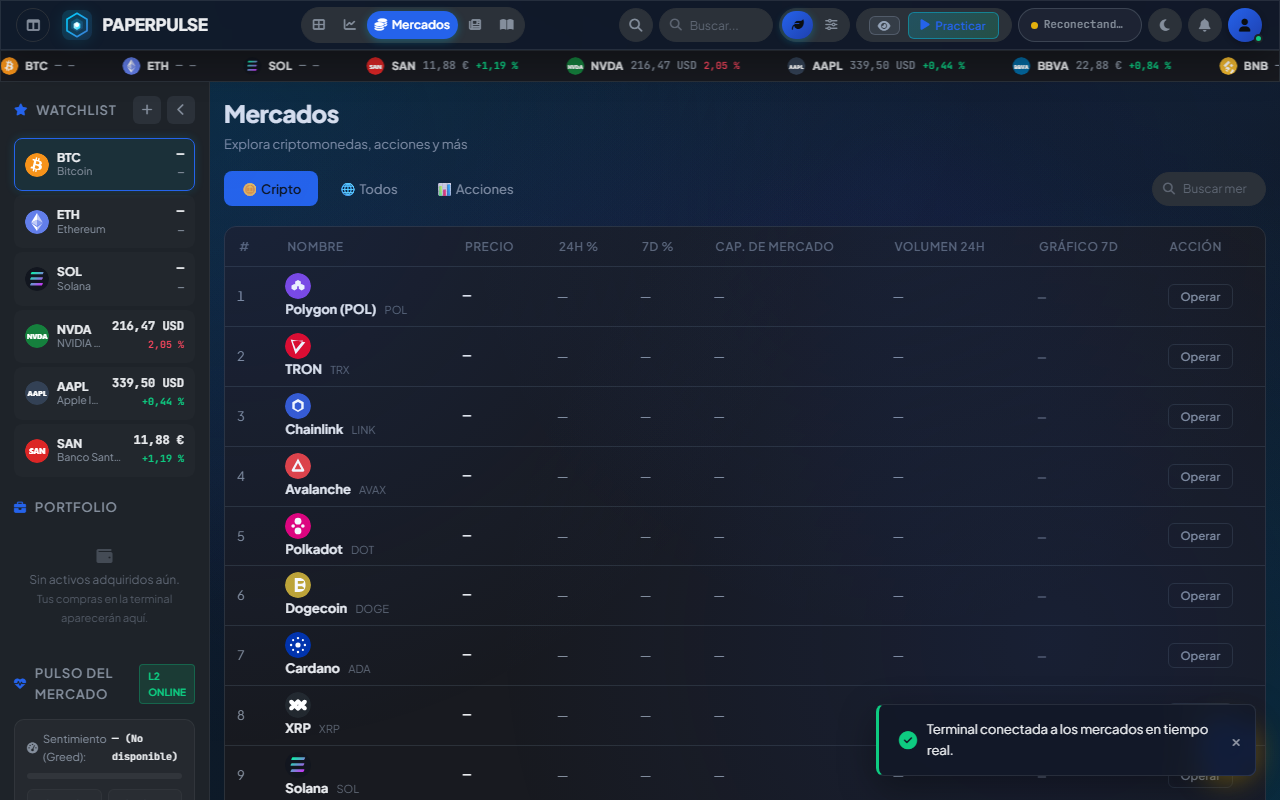 PAPERPULSE
Mercados
Buscar...
Practicar
Reconectand…
BTC — —
ETH — —
SOL — —
SAN 11,88 € +1,19 %
NVDA 216,47 USD 2,05 %
AAPL 339,50 USD +0,44 %
BBVA 22,88 € +0,84 %
BNB
WATCHLIST
BTC —
Bitcoin —
ETH —
Ethereum —
SOL —
Solana —
NVDA 216,47 USD
NVIDIA ... 2,05 %
AAPL 339,50 USD
Apple I... +0,44 %
SAN 11,88 €
Banco Sant... +1,19 %
PORTFOLIO
Sin activos adquiridos aún.
Tus compras en la terminal
aparecerán aquí.
PULSO DEL
MERCADO
L2
ONLINE
Sentimiento
(Greed):
— (No
disponible)
Mercados
Explora criptomonedas, acciones y más
Cripto
Todos
Acciones
Buscar mer
# NOMBRE PRECIO 24H % 7D % CAP. DE MERCADO VOLUMEN 24H GRÁFICO 7D ACCIÓN
1 Polygon (POL) POL — — — — — — Operar
2 TRON TRX — — — — — — Operar
3 Chainlink LINK — — — — — — Operar
4 Avalanche AVAX — — — — — — Operar
5 Polkadot DOT — — — — — — Operar
6 Dogecoin DOGE — — — — — — Operar
7 Cardano ADA — — — — — — Operar
8 XRP XRP — — — —
9 Solana SOL — — — — — — Operar
Terminal conectada a los mercados en tiempo
real.